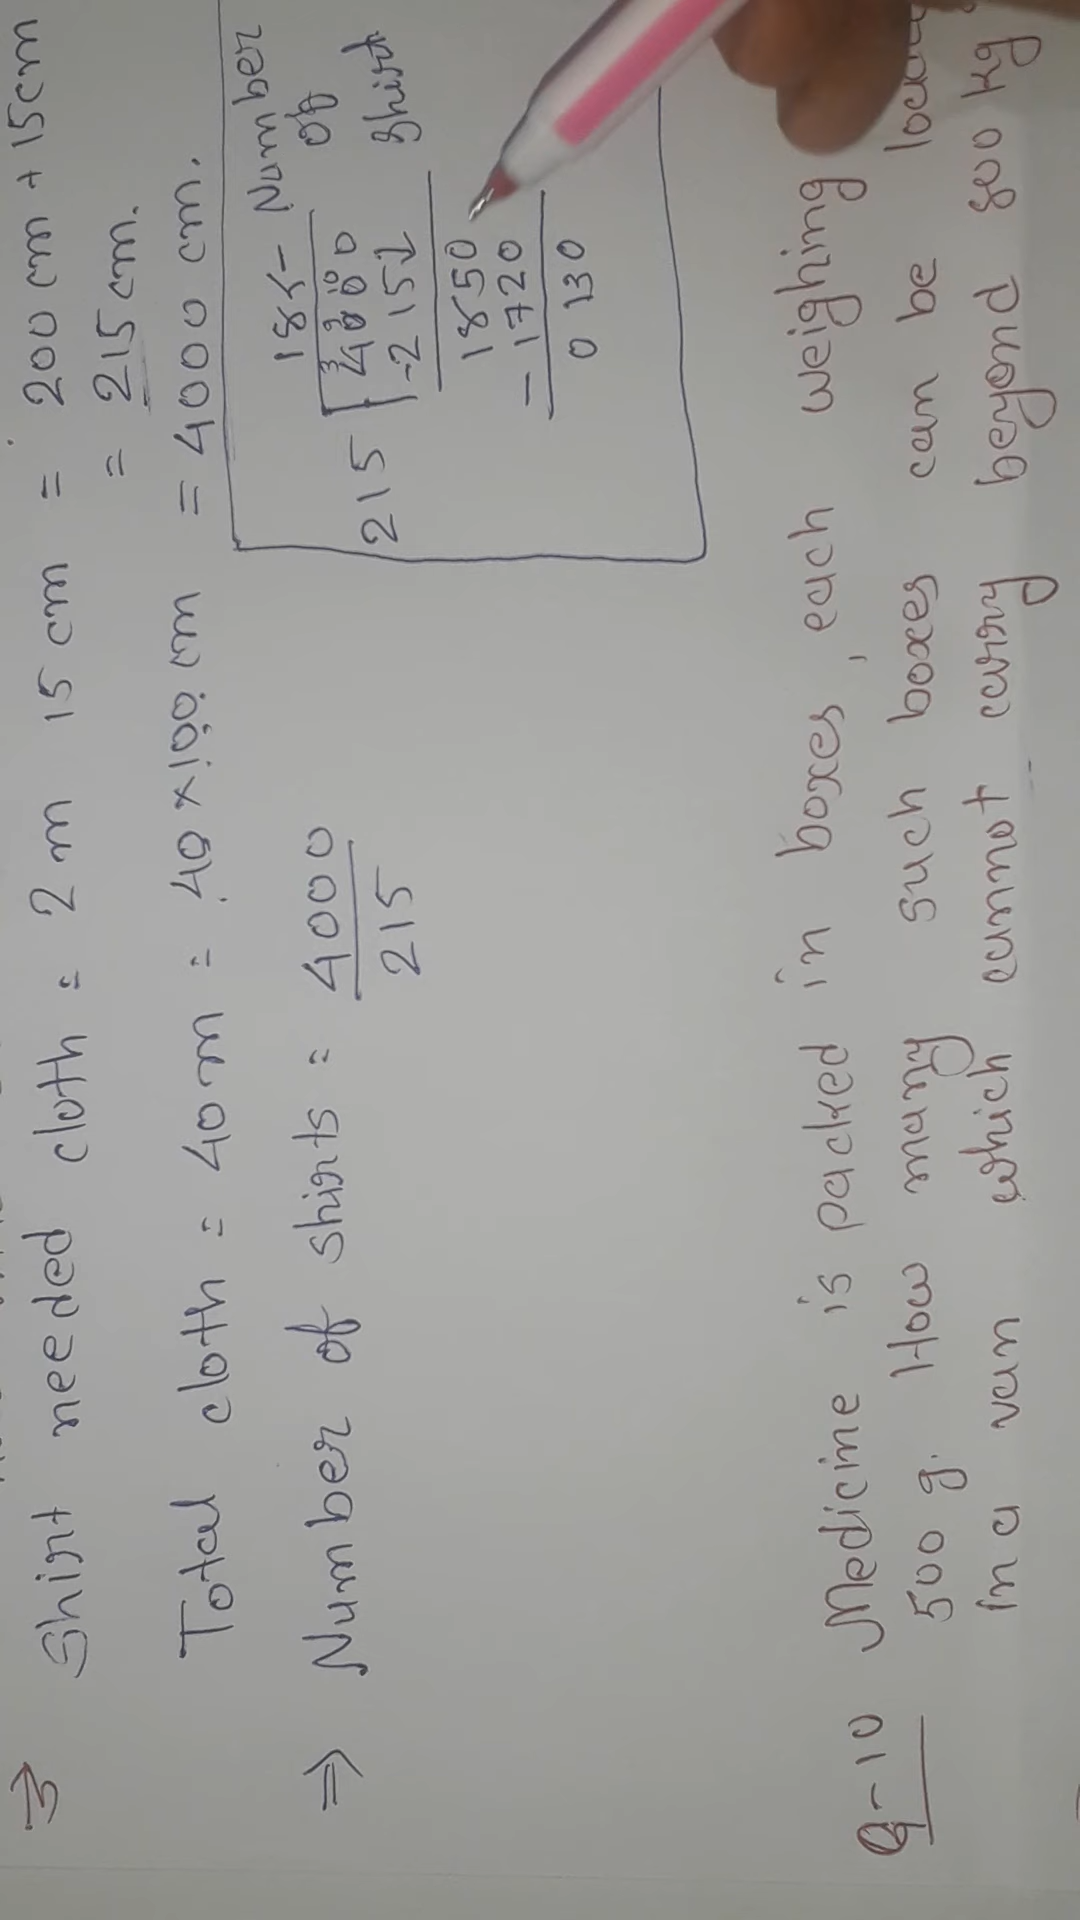 → Shirt needed cloth = 2 m 15 cm = 200 cm + 15 cm
= 215 cm.
Total cloth = 40 m = 40 × 100 cm = 4000 cm.
⇒ Number of shirts = 4000
215
18 ← Number
of
shirt
215 4000
- 215↓
1850
- 1720
0130
Q-10 Medicine is packed in boxes, each weighing
500 g. How many such boxes can be
in a van which cannot carry beyond 800 kg